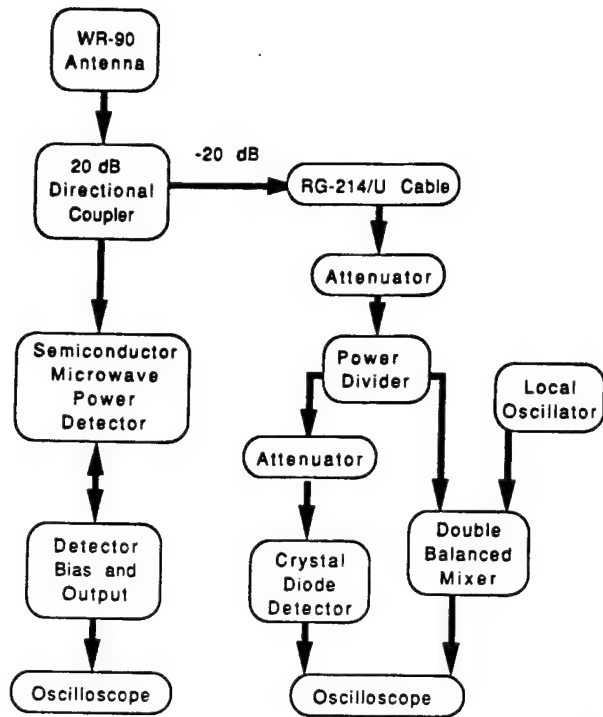 WR-90
Antenna
20 dB
Directional
Coupler
-20 dB
RG-214/U Cable
Attenuator
Semiconductor
Microwave
Power
Detector
Power
Divider
Local
Oscillator
Attenuator
Detector
Bias and
Output
Crystal
Diode
Detector
Double
Balanced
Mixer
Oscilloscope
Oscilloscope